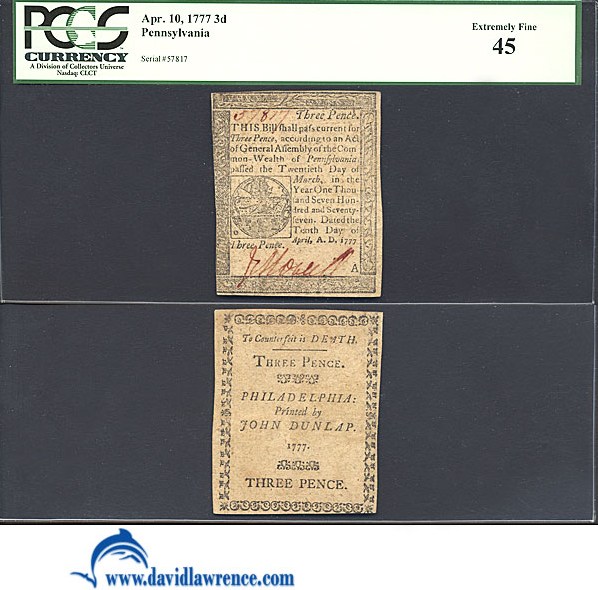 PCGS
CURRENCY
A Division of Collectors Universe
Nasdaq: CLCT
Apr. 10, 1777 3d
Pennsylvania
Serial #57817
Extremely Fine
45
57817 Three Pence.
THIS Bill shall paſs current for
Three Pence, according to an Act
of General Aſſembly of the Com
mon-Wealth of Pennſylvania
paſſed the Twentieth Day of
March, in the
Year One Thou
ſand Seven Hun
dred and Seventy-
ſeven. Dated the
Tenth Day of
April, A. D. 1777
Three Pence.
A
To Counterfeit is DEATH.
THREE PENCE.
PHILADELPHIA:
Printed by
JOHN DUNLAP.
1777.
THREE PENCE.
www.davidlawrence.com